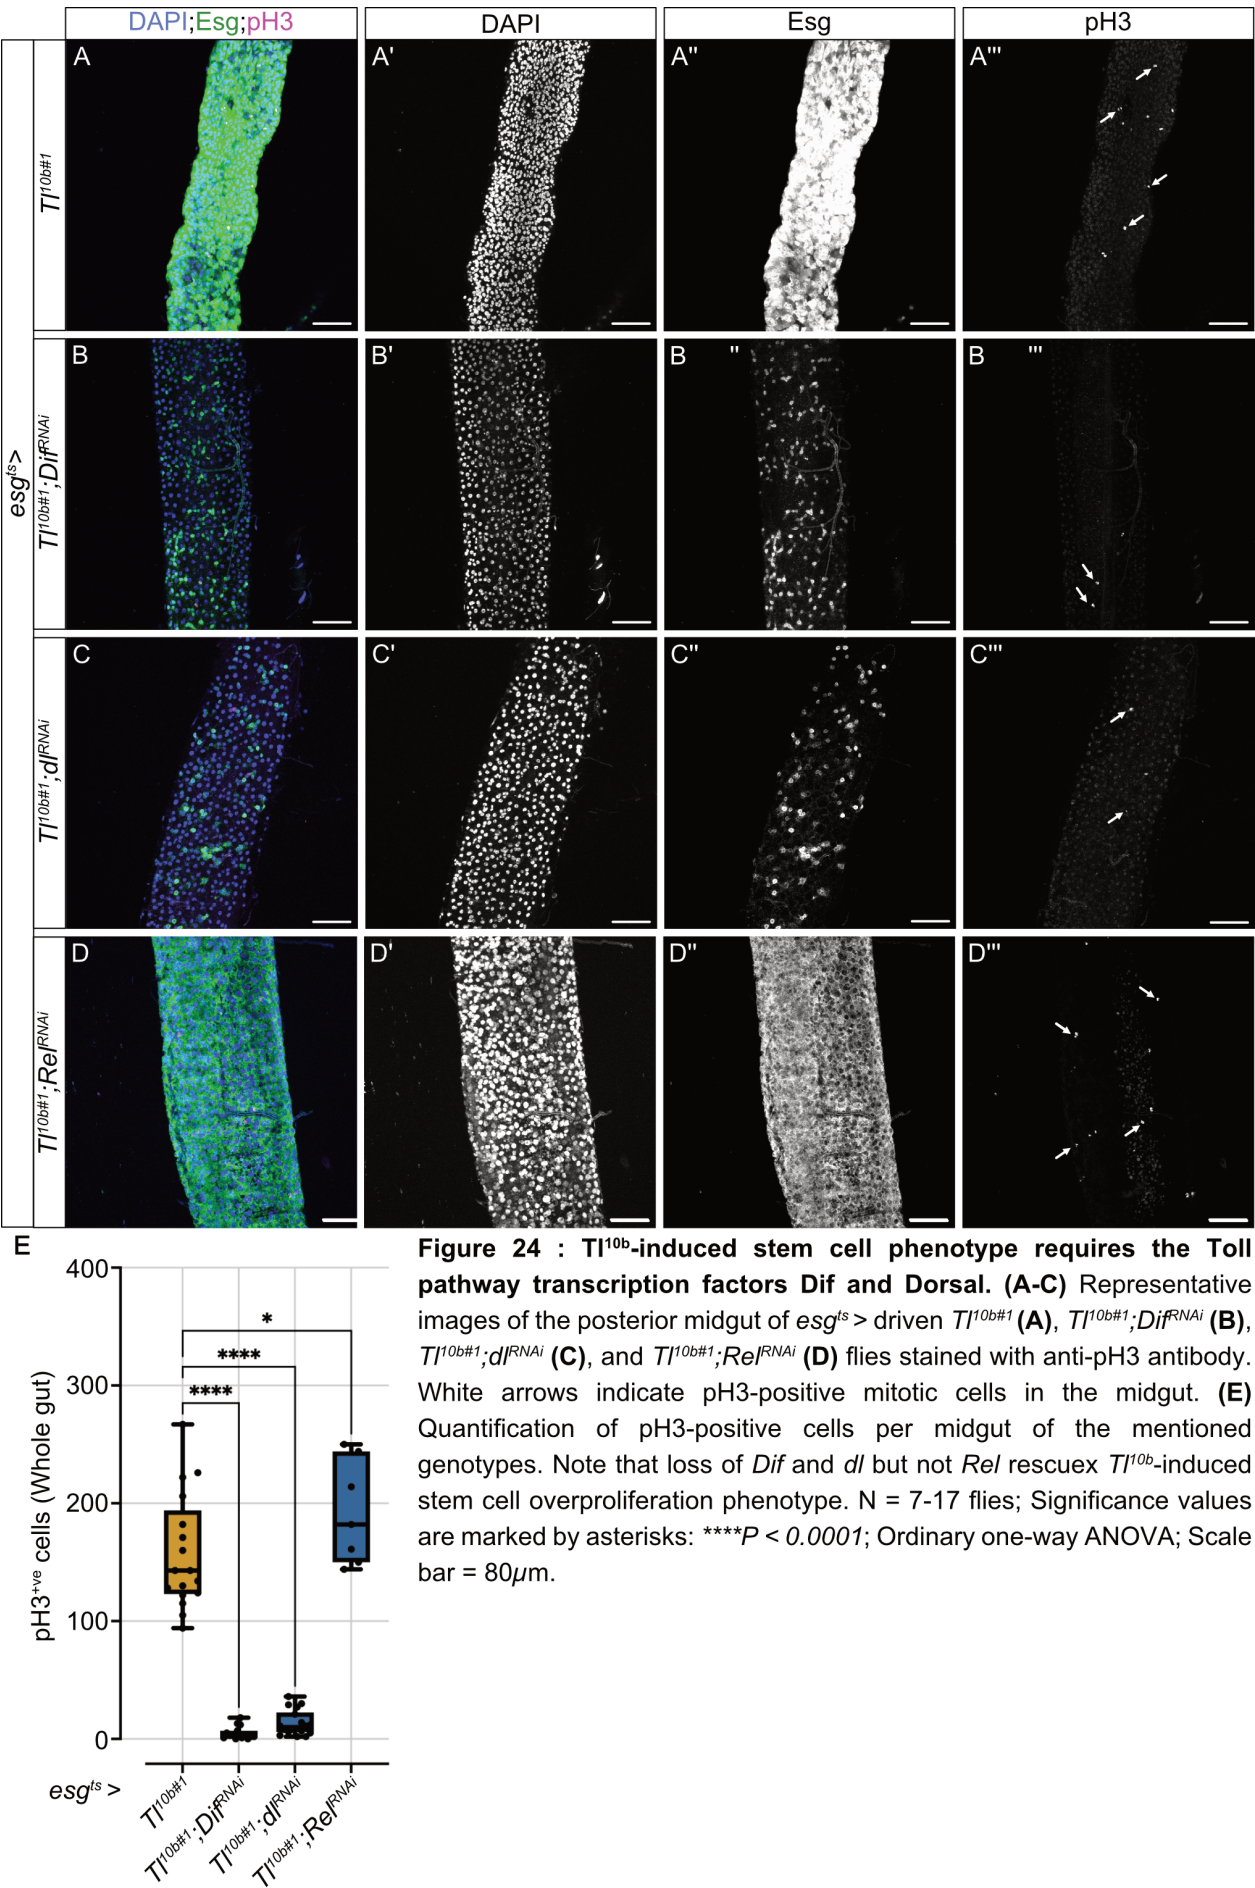 DAPI;Esg;pH3 DAPI Esg pH3
esgᵗˢ>
Tl¹⁰ᵇ#¹
A A' A" A'''
Tl¹⁰ᵇ#¹;Difᴿᴺᴬⁱ
B B' B " B '''
Tl¹⁰ᵇ#¹;dlᴿᴺᴬⁱ
C C' C" C'''
Tl¹⁰ᵇ#¹;Relᴿᴺᴬⁱ
D D' D" D'''
E
pH3⁺ᵛᵉ cells (Whole gut)
400
300
200
100
0
*
****
****
esgᵗˢ >
Tl¹⁰ᵇ#¹
Tl¹⁰ᵇ#¹;Difᴿᴺᴬⁱ
Tl¹⁰ᵇ#¹;dlᴿᴺᴬⁱ
Tl¹⁰ᵇ#¹;Relᴿᴺᴬⁱ
Figure 24 : Tl¹⁰ᵇ-induced stem cell phenotype requires the Toll
pathway transcription factors Dif and Dorsal. (A-C) Representative
images of the posterior midgut of esgᵗˢ > driven Tl¹⁰ᵇ#¹ (A), Tl¹⁰ᵇ#¹;Difᴿᴺᴬⁱ (B),
Tl¹⁰ᵇ#¹;dlᴿᴺᴬⁱ (C), and Tl¹⁰ᵇ#¹;Relᴿᴺᴬⁱ (D) flies stained with anti-pH3 antibody.
White arrows indicate pH3-positive mitotic cells in the midgut. (E)
Quantification of pH3-positive cells per midgut of the mentioned
genotypes. Note that loss of Dif and dl but not Rel rescuex Tl¹⁰ᵇ-induced
stem cell overproliferation phenotype. N = 7-17 flies; Significance values
are marked by asterisks: ****P < 0.0001; Ordinary one-way ANOVA; Scale
bar = 80µm.